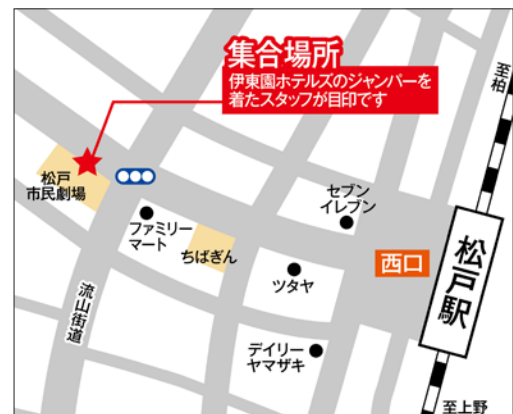 集合場所
伊東園ホテルズのジャンパーを
着たスタッフが目印です
至柏
松戸
市民劇場
セブン
イレブン
ファミリー
マート
ちばぎん
西口
松戸駅
ツタヤ
流山街道
デイリー
ヤマザキ
至上野